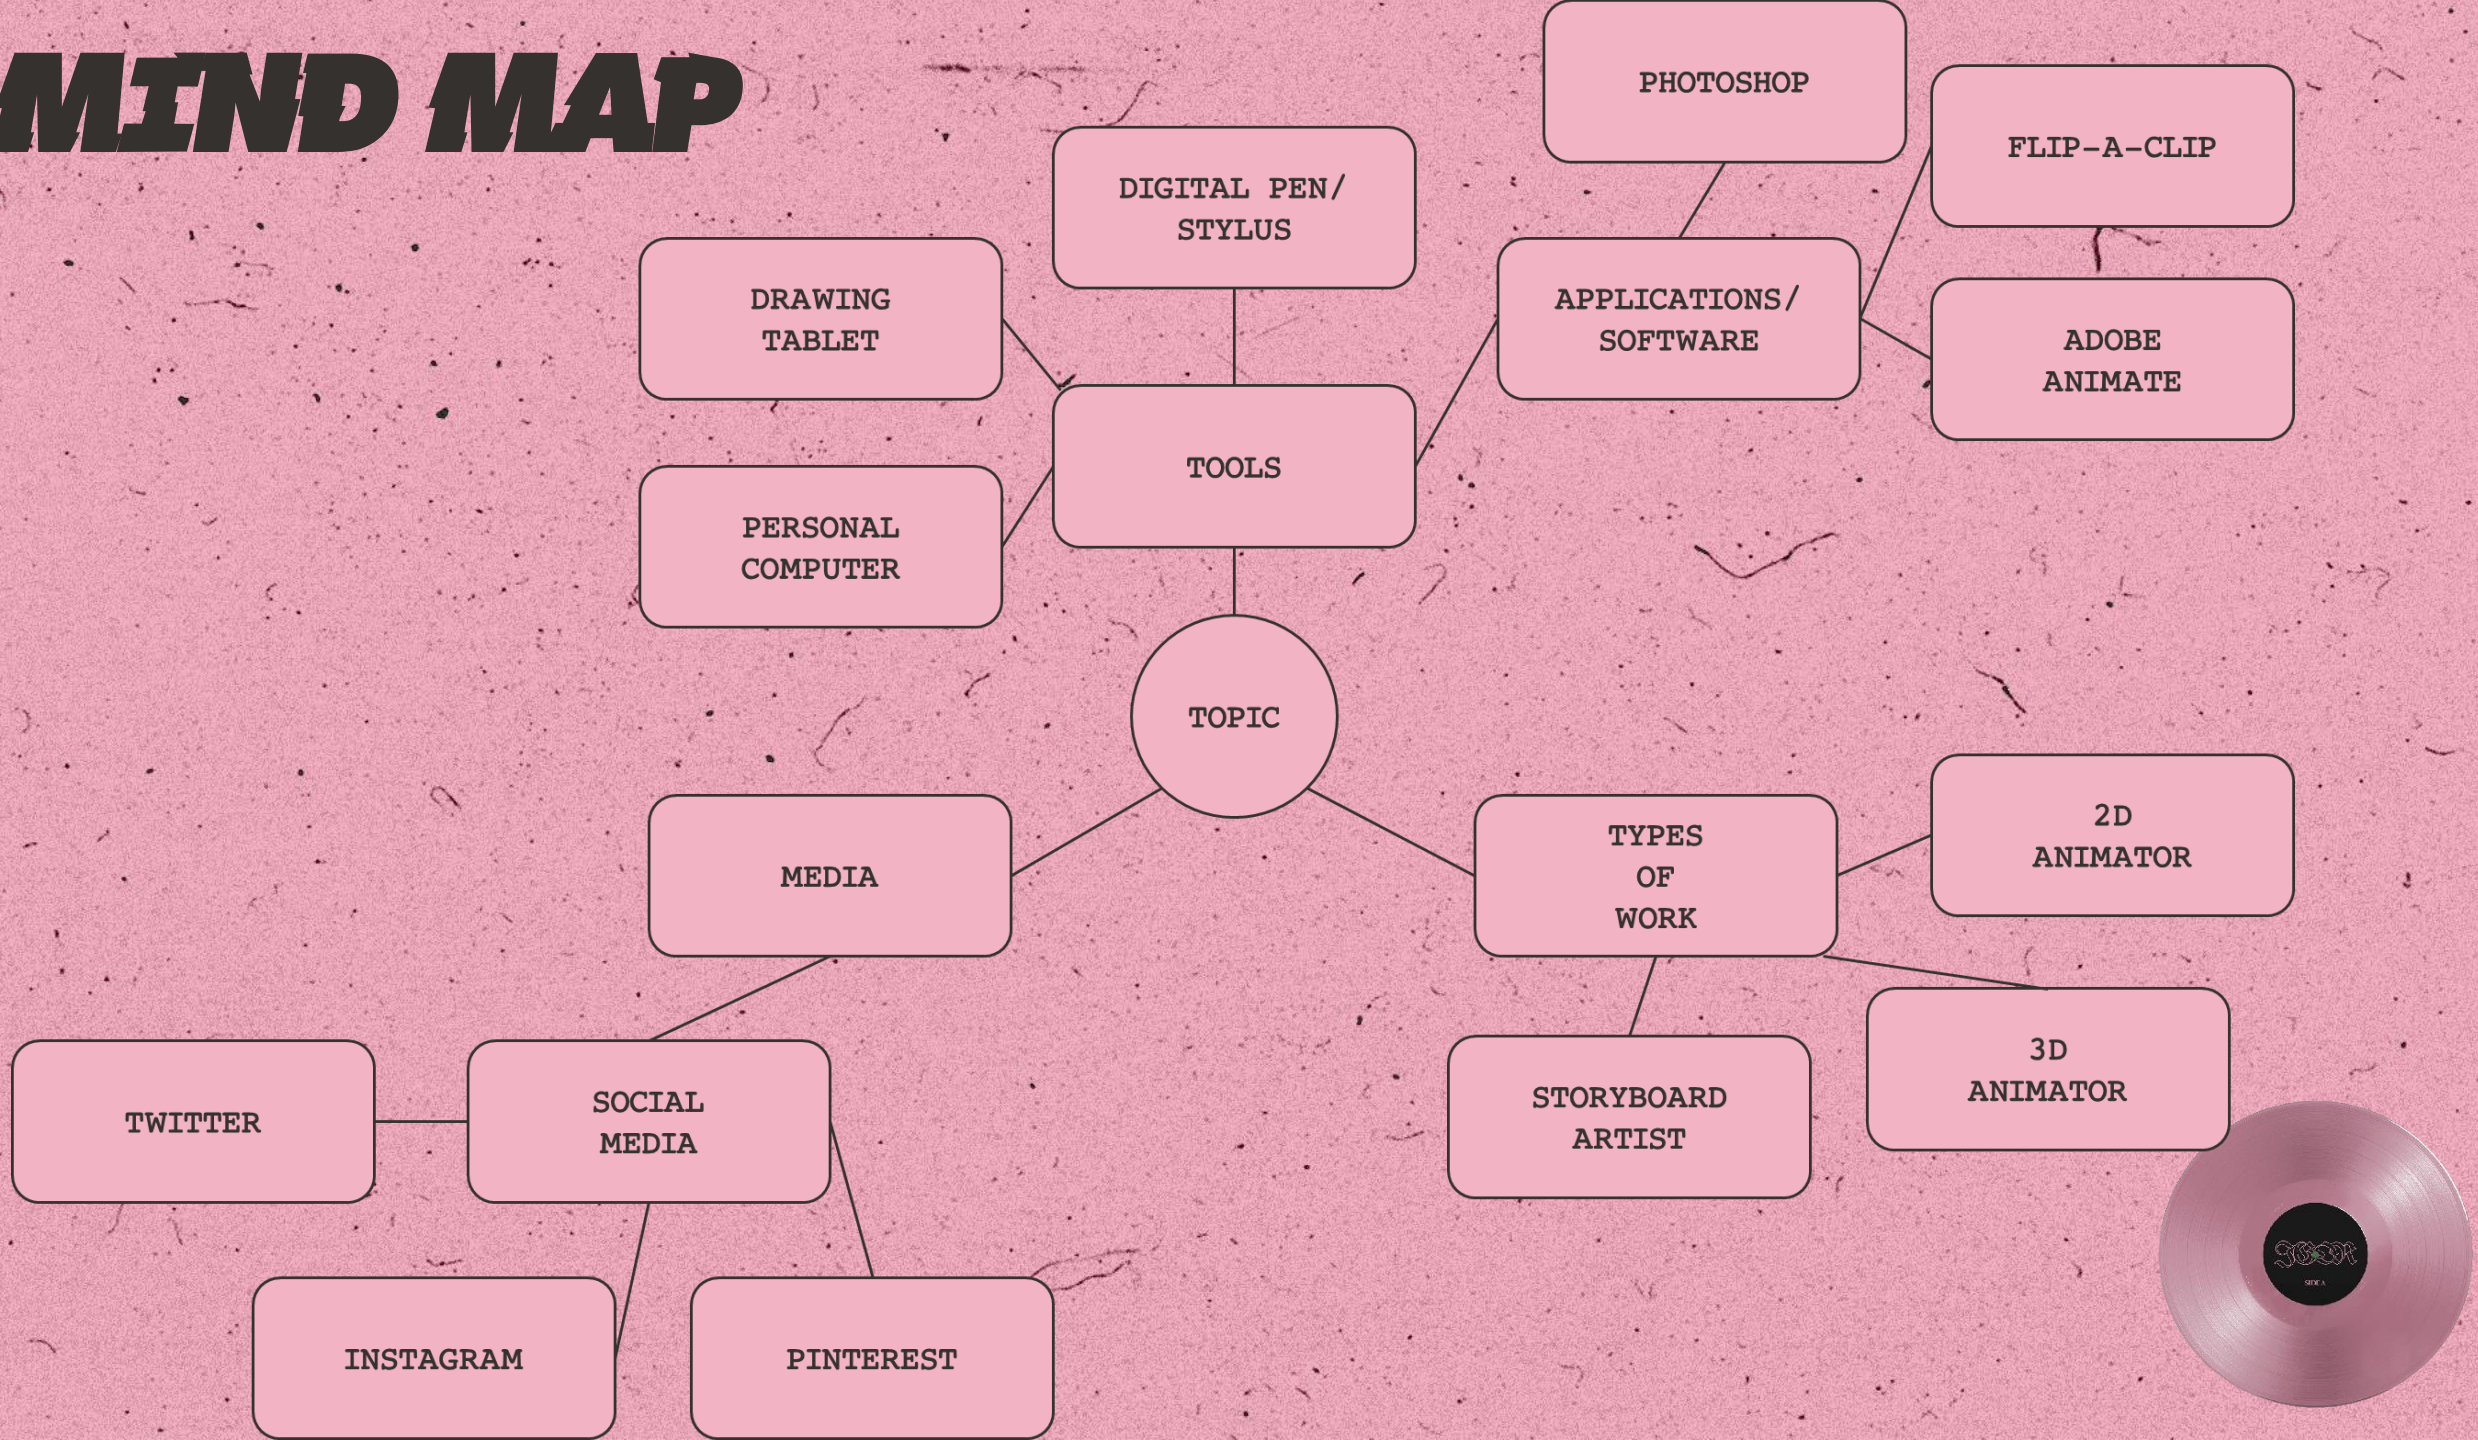 MIND MAP
PHOTOSHOP
FLIP-A-CLIP
DIGITAL PEN/
STYLUS
DRAWING
TABLET
APPLICATIONS/
SOFTWARE
ADOBE
ANIMATE
TOOLS
PERSONAL
COMPUTER
TOPIC
MEDIA
TYPES
OF
WORK
2D
ANIMATOR
3D
ANIMATOR
STORYBOARD
ARTIST
SOCIAL
MEDIA
TWITTER
INSTAGRAM
PINTEREST
SIDE A